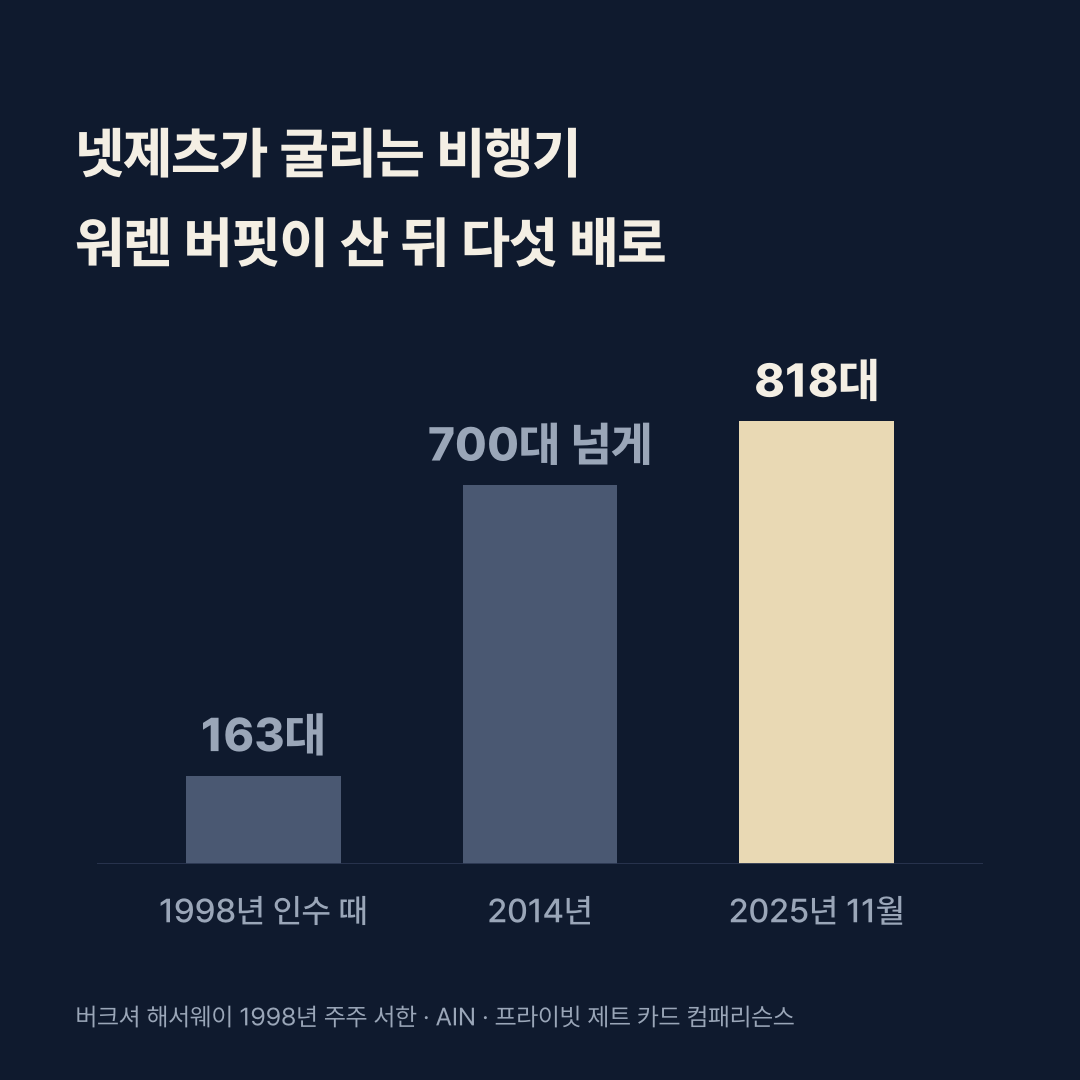 넷제츠가 굴리는 비행기
워렌 버핏이 산 뒤 다섯 배로
818대
700대 넘게
163대
1998년 인수 때
2014년
2025년 11월
버크셔 해서웨이 1998년 주주 서한 · AIN · 프라이빗 제트 카드 컴패리슨스